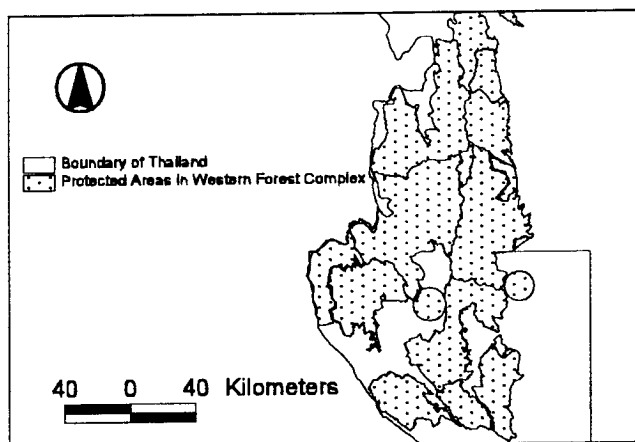 Boundary of Thailand
Protected Areas in Western Forest Complex
40 0 40 Kilometers